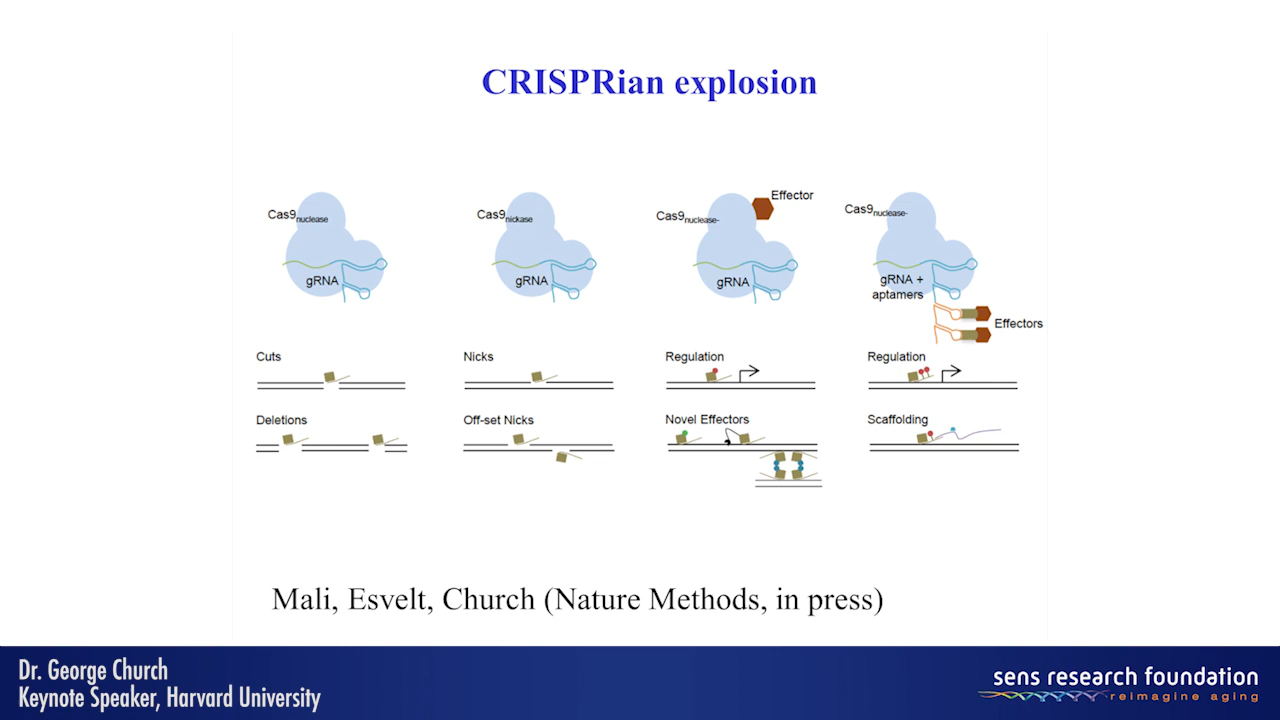 CRISPRian explosion
Cas9nuclease
gRNA
Cas9nickase
gRNA
Effector
Cas9nuclease-
gRNA
Cas9nuclease-
gRNA +
aptamers
Effectors
Cuts
Nicks
Regulation
Regulation
Deletions
Off-set Nicks
Novel Effectors
Scaffolding
Mali, Esvelt, Church (Nature Methods, in press)
Dr. George Church
Keynote Speaker, Harvard University
sens research foundation
reimagine aging